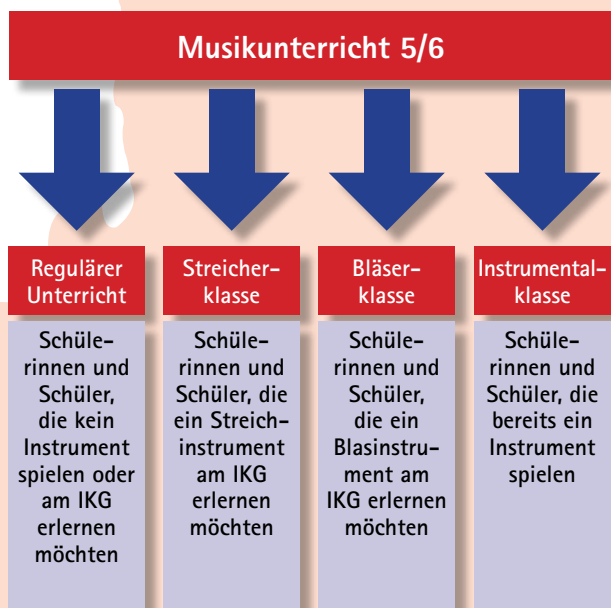 Musikunterricht 5/6
Regulärer
Unterricht
Schüle-
rinnen und
Schüler,
die kein
Instrument
spielen oder
am IKG
erlernen
möchten
Streicher-
klasse
Schüle-
rinnen und
Schüler, die
ein Streich-
instrument
am IKG
erlernen
möchten
Bläser-
klasse
Schüle-
rinnen und
Schüler,
die ein
Blasinstru-
ment am
IKG erlernen
möchten
Instrumental-
klasse
Schüle-
rinnen und
Schüler, die
bereits ein
Instrument
spielen